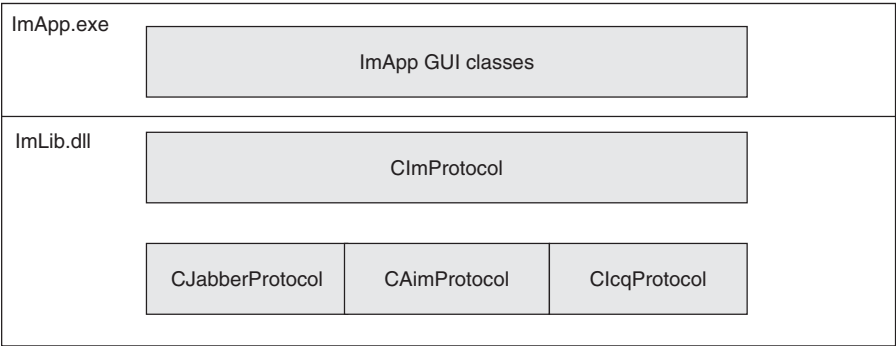 ImApp.exe
ImApp GUI classes
ImLib.dll
CImProtocol
CJabberProtocol
CAimProtocol
CIcqProtocol